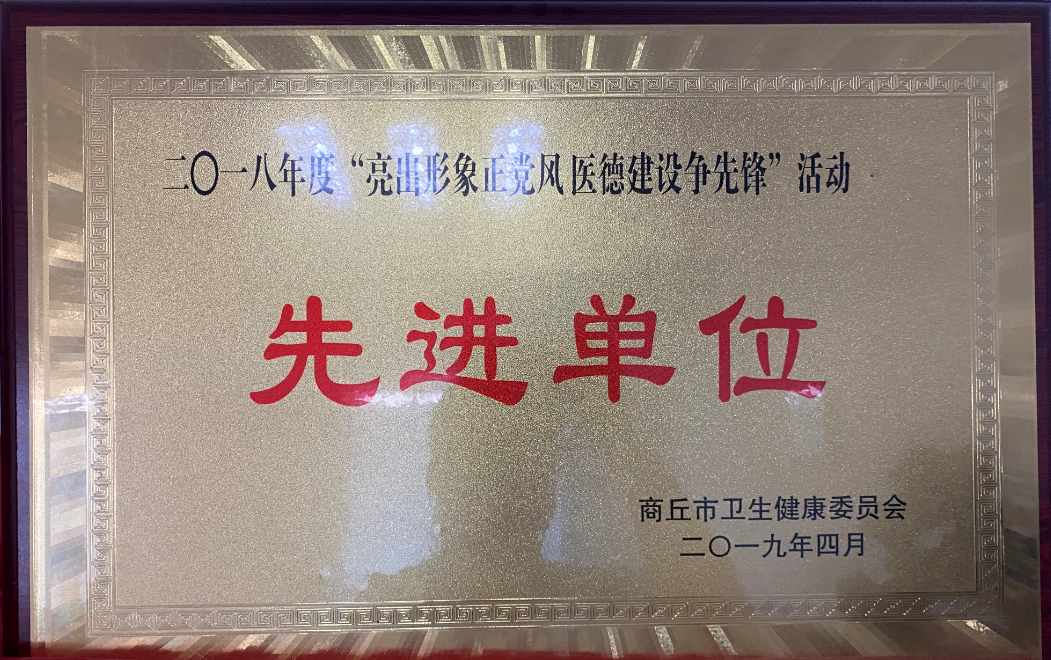 二〇一八年度“亮出形象正党风 医德建设争先锋”活动
先进单位
商丘市卫生健康委员会
二〇一九年四月